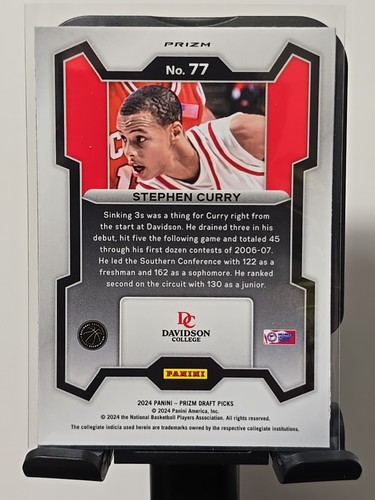 PRIZM
No. 77
STEPHEN CURRY
Sinking 3s was a thing for Curry right from
the start at Davidson. He drained three in his
debut, hit five the following game and totaled 45
through his first dozen contests of 2006-07.
He led the Southern Conference with 122 as a
freshman and 162 as a sophomore. He ranked
second on the circuit with 130 as a junior.
DC
DAVIDSON
COLLEGE
PANINI
2024 PANINI – PRIZM DRAFT PICKS
© 2024 Panini America, Inc.
© 2024 the National Basketball Players Association. All rights reserved.
The collegiate indicia used herein are trademarks owned by the respective collegiate institutions.